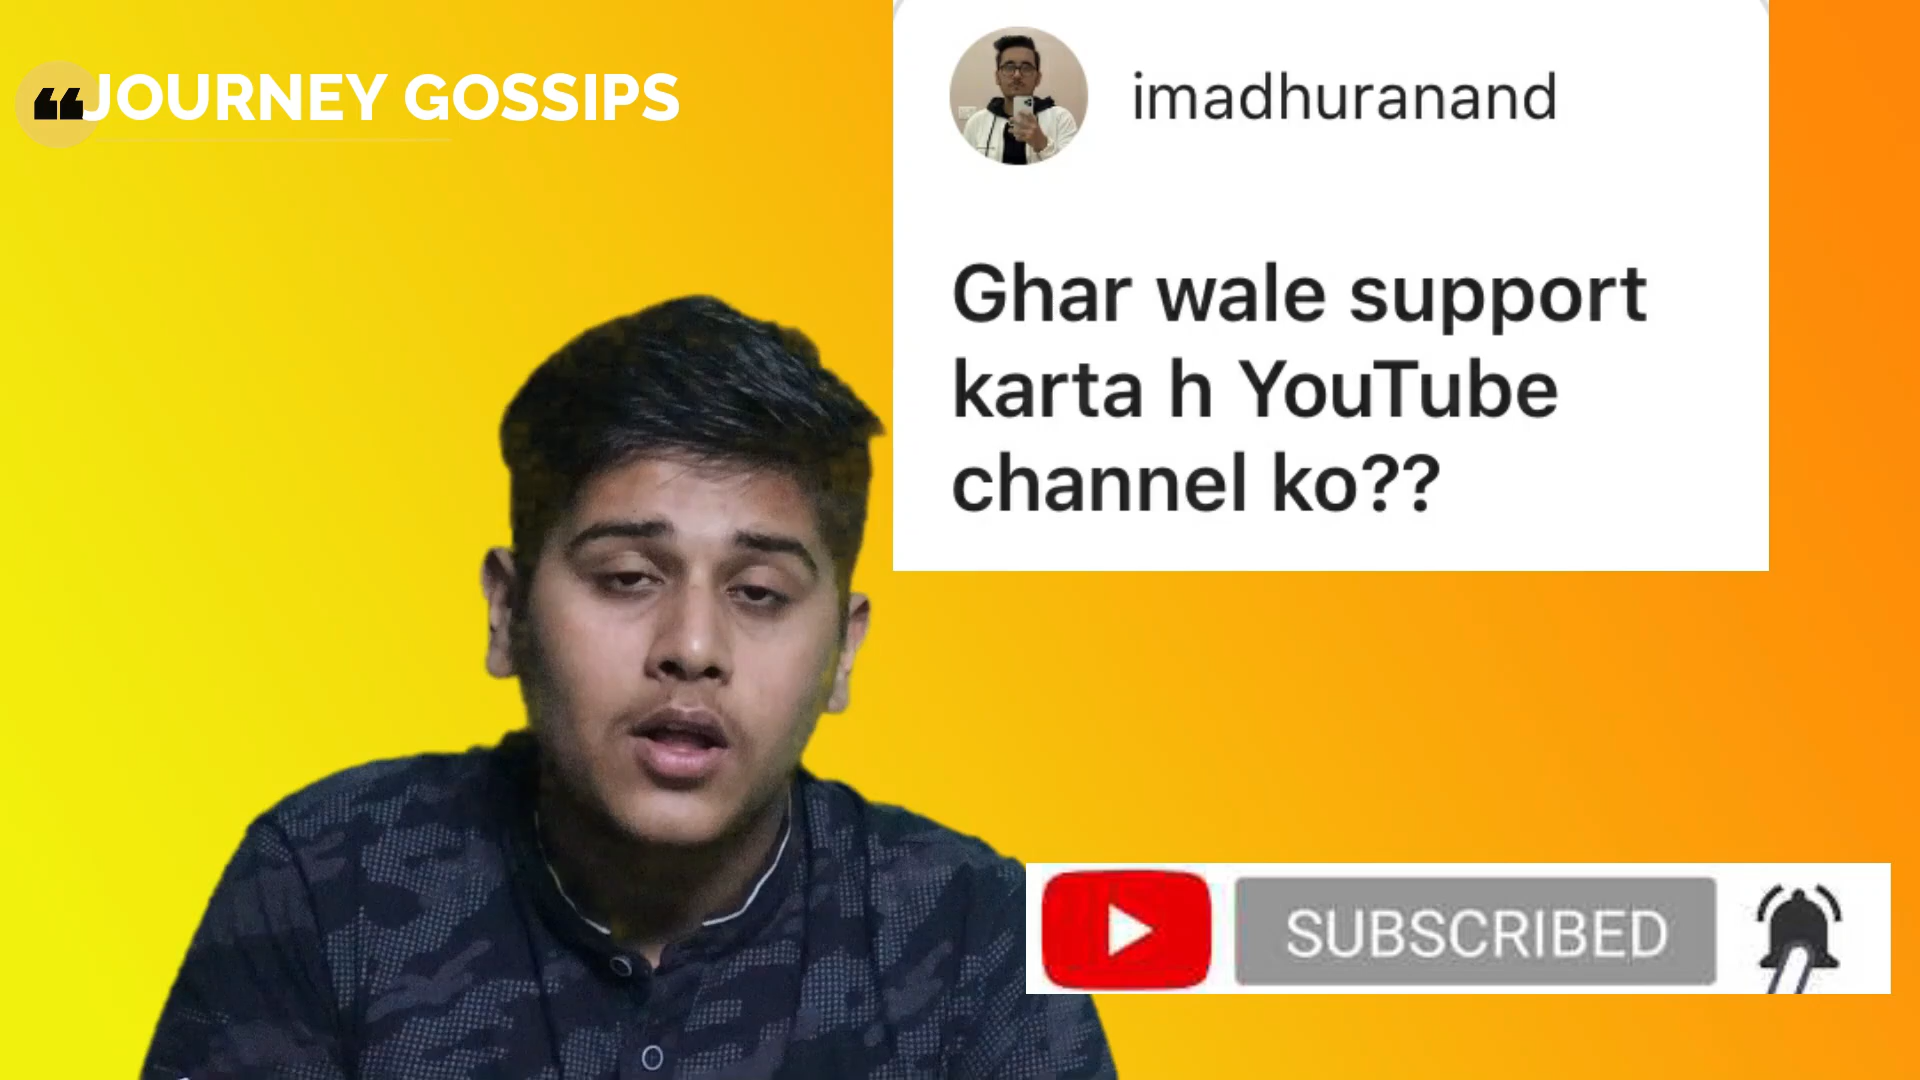 ❝JOURNEY GOSSIPS
imadhuranand
Ghar wale support
karta h YouTube
channel ko??
SUBSCRIBED